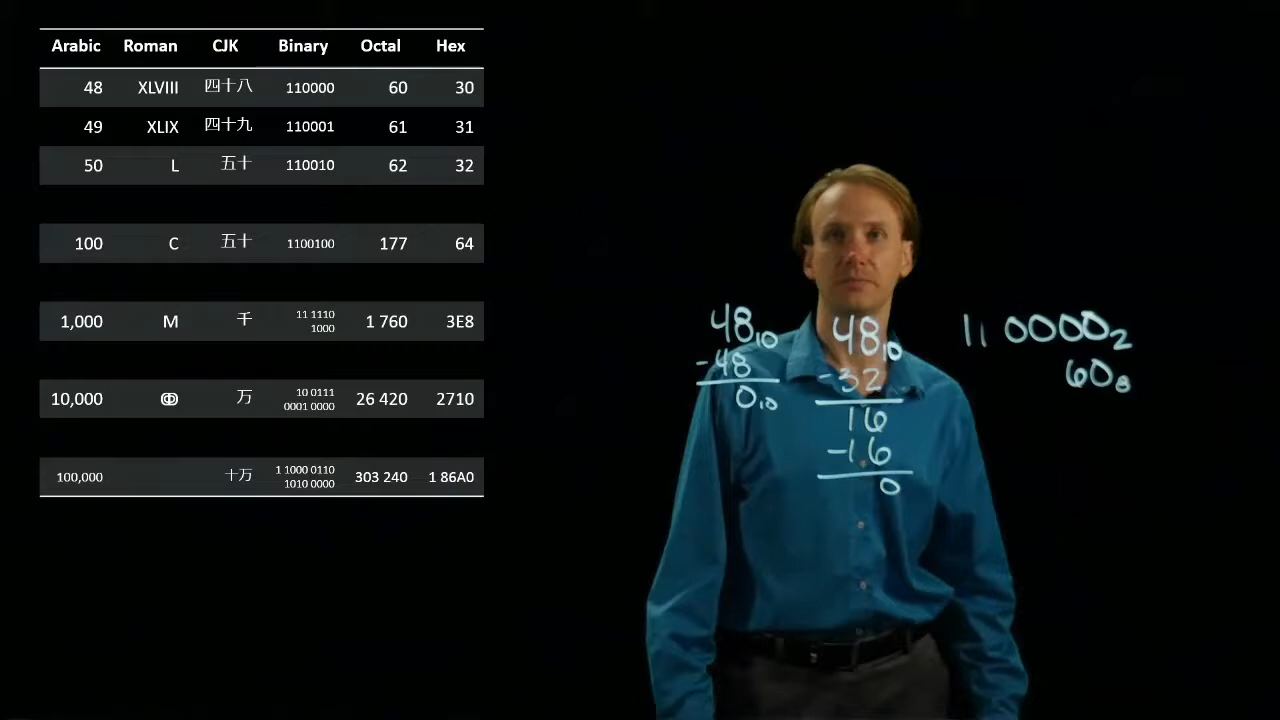 Arabic Roman CJK Binary Octal Hex
48 XLVIII 四十八 110000 60 30
49 XLIX 四十九 110001 61 31
50 L 五十 110010 62 32
100 C 五十 1100100 177 64
1,000 M 千 11 1110 1000 1 760 3E8
10,000 ↂ 万 10 0111 0001 0000 26 420 2710
100,000 十万 1 1000 0110 1010 0000 303 240 1 86A0
48₁₀
-48
0₁₀
48₁₀
-32
16
-16
0
110000₂
60₈